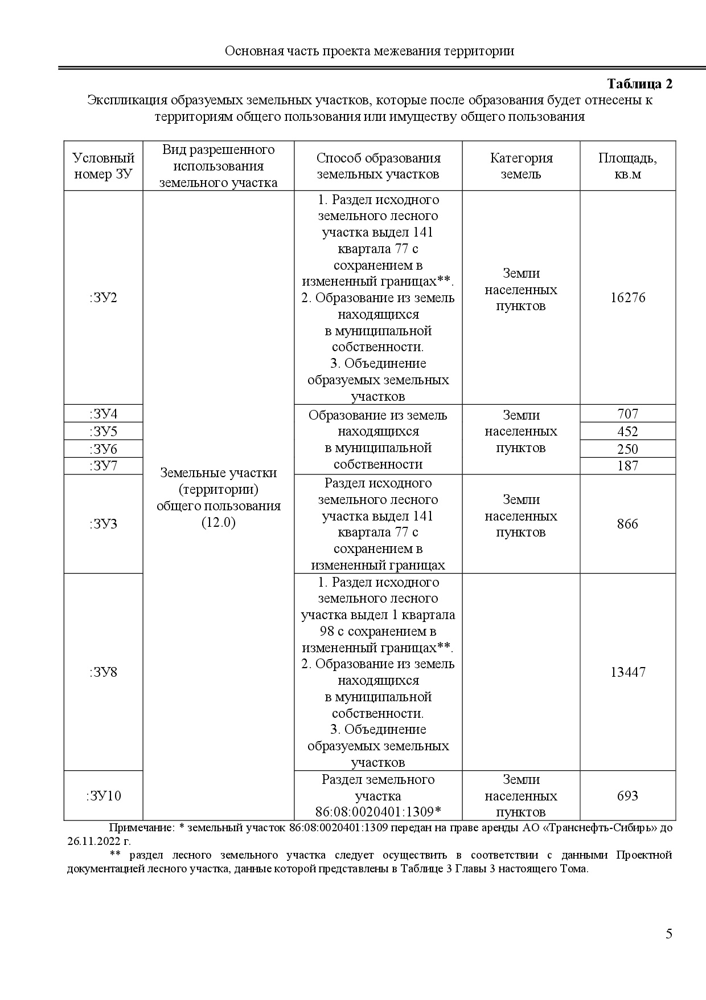 Основная часть проекта межевания территории
Таблица 2
Экспликация образуемых земельных участков, которые после образования будет отнесены к
территориям общего пользования или имуществу общего пользования
Условный
номер ЗУ
Вид разрешенного
использования
земельного участка
Способ образования
земельных участков
Категория
земель
Площадь,
кв.м
:ЗУ2
Земельные участки
(территории)
общего пользования
(12.0)
1. Раздел исходного
земельного лесного
участка выдел 141
квартала 77 с
сохранением в
измененный границах**.
2. Образование из земель
находящихся
в муниципальной
собственности.
3. Объединение
образуемых земельных
участков
Земли
населенных
пунктов
16276
:ЗУ4
Образование из земель
находящихся
в муниципальной
собственности
Земли
населенных
пунктов
707
:ЗУ5
452
:ЗУ6
250
:ЗУ7
187
:ЗУ3
Раздел исходного
земельного лесного
участка выдел 141
квартала 77 с
сохранением в
измененный границах
Земли
населенных
пунктов
866
:ЗУ8
1. Раздел исходного
земельного лесного
участка выдел 1 квартала
98 с сохранением в
измененный границах**.
2. Образование из земель
находящихся
в муниципальной
собственности.
3. Объединение
образуемых земельных
участков
13447
:ЗУ10
Раздел земельного
участка
86:08:0020401:1309*
Земли
населенных
пунктов
693
Примечание: * земельный участок 86:08:0020401:1309 передан на праве аренды АО «Транснефть-Сибирь» до
26.11.2022 г.
** раздел лесного земельного участка следует осуществить в соответствии с данными Проектной
документацией лесного участка, данные которой представлены в Таблице 3 Главы 3 настоящего Тома.
5